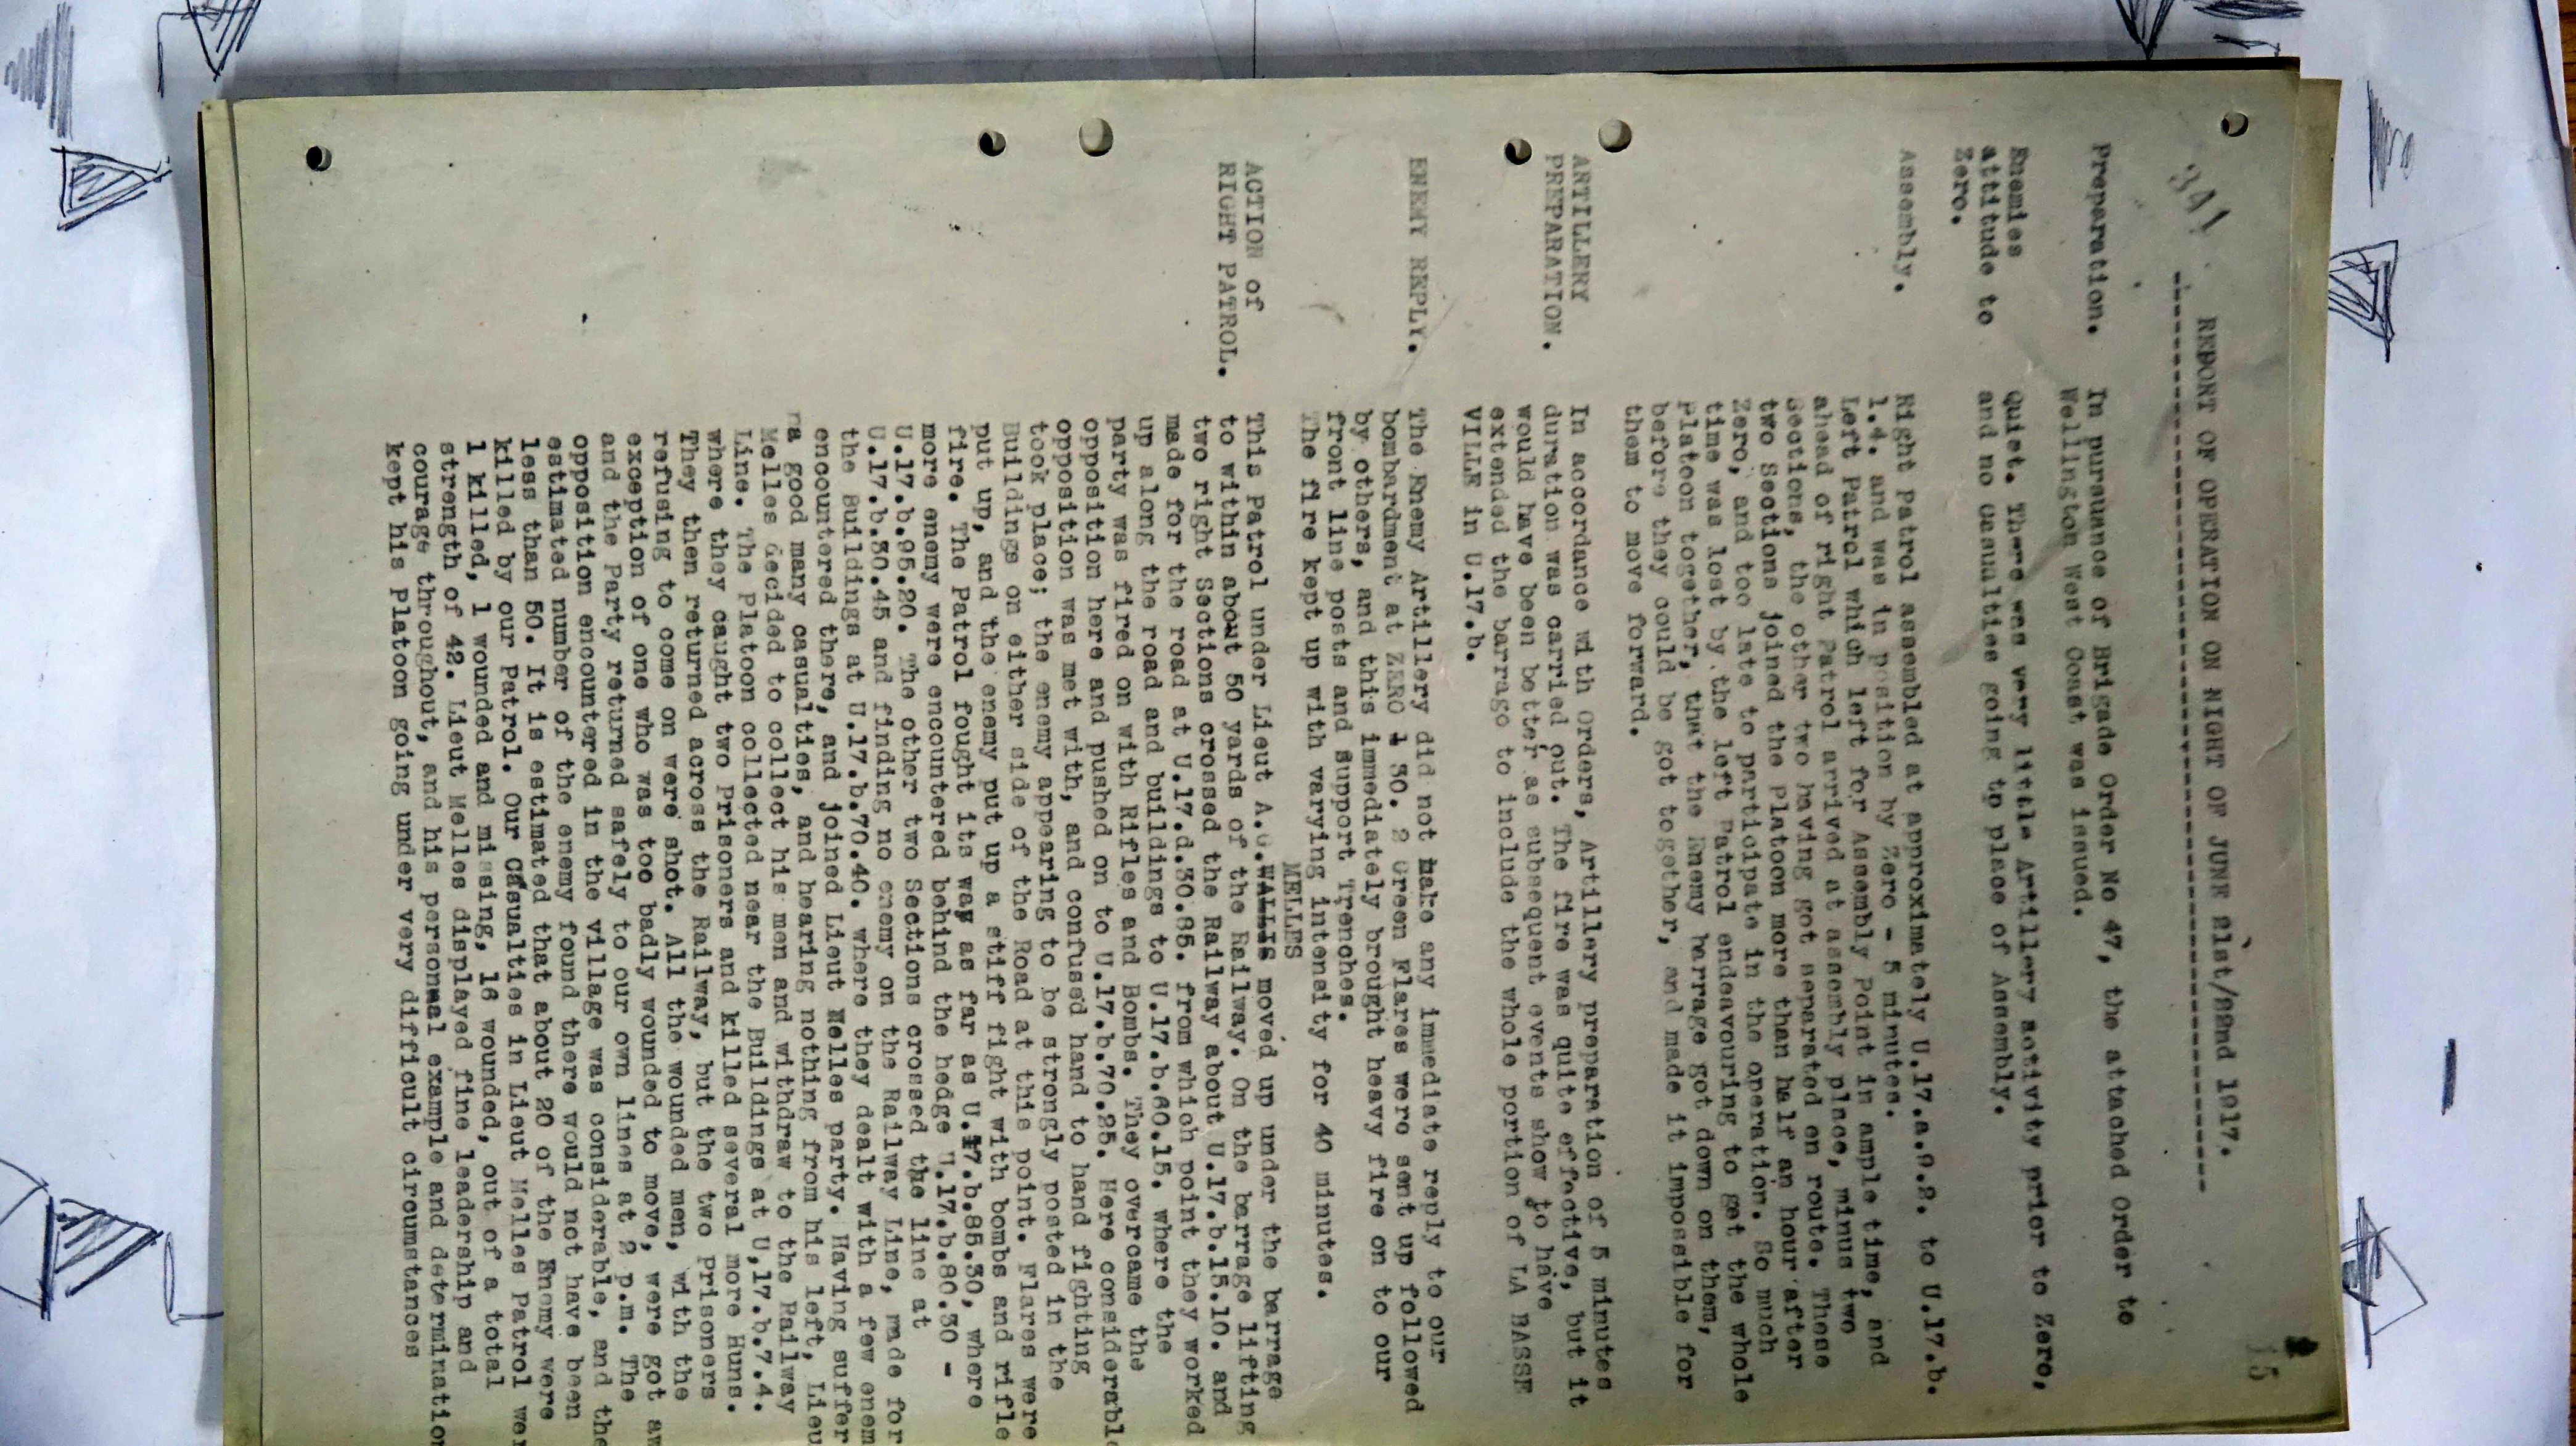 15
341
REPORT OF OPERATION ON NIGHT OF JUNE 21st/22nd 1917.
Preparation. In pursuance of Brigade Order No 47, the attached Order to
Wellington West Coast was issued.
Enemies attitude to Zero. Quiet. There was very little Artillery activity prior to Zero,
and no casualties going tp place of Assembly.
Assembly. Right Patrol assembled at approximately U.17.a.9.2. to U.17.b.
1.4. and was in position by Zero - 5 minutes.
Left Patrol which left for Assembly Point in ample time, and
ahead of right Patrol arrived at assembly place, minus two
Sections, the other two having got separated en route. These
two Sections joined the Platoon more than half an hour after
Zero, and too late to participate in the operation. So much
time was lost by the left Patrol endeavouring to get the whole
Platoon together, that the Enemy barrage got down on them,
before they could be got together, and made it impossible for
them to move forward.
ARTILLERY PREPARATION. In accordance with Orders, Artillery preparation of 5 minutes
duration was carried out. The fire was quite effective, but it
would have been better as subsequent events show to have
extended the barrage to include the whole portion of LA BASSE
VILLE in U.17.b.
ENEMY REPLY. The Enemy Artillery did not make any immediate reply to our
bombardment at ZERO 1 30. 2 Green Flares were sent up followed
by others, and this immediately brought heavy fire on to our
front line posts and Support Trenches.
The fire kept up with varying intensity for 40 minutes.
MELLES
ACTION of RIGHT PATROL. This Patrol under Lieut A.G.WALLIS moved up under the barrage
to within about 50 yards of the Railway. On the barrage lifting
two right Sections crossed the Railway about U.17.b.15.10. and
made for the road at U.17.d.30.85. from which point they worked
up along the road and buildings to U.17.b.60.15. where the
party was fired on with Rifles and Bombs. They overcame the
opposition here and pushed on to U.17.b.70.25. Here considerable
opposition was met with, and confused hand to hand fighting
took place; the enemy appearing to be strongly posted in the
Buildings on either side of the Road at this point. Flares were
put up, and the enemy put up a stiff fight with bombs and rifle
fire. The Patrol fought its way as far as U.17.b.85.30, where
more enemy were encountered behind the hedge U.17.b.80.30 -
U.17.b.95.20. The other two Sections crossed the line at
U.17.b.30.45 and finding no enemy on the Railway Line, made for
the Buildings at U.17.b.70.40. where they dealt with a few enem
encountered there, and joined Lieut Melles party. Having suffer
ra good many casualties, and hearing nothing from his left, Lieu
Melles decided to collect his men and withdraw to the Railway
Line. The Platoon collected near the Buildings at U,17.b.7.4.
where they caught two Prisoners and killed several more Huns.
They then returned across the Railway, but the two Prisoners
refusing to come on were shot. All the wounded men, with the
exception of one who was too badly wounded to move, were got aw
and the Party returned safely to our own lines at 2 p.m. The
opposition encountered in the village was considerable, and the
estimated number of the enemy found there would not have been
less than 50. It is estimated that about 20 of the Enemy were
killed by our Patrol. Our Casualties in Lieut Melles Patrol wer
1 killed, 1 wounded and missing, 16 wounded, out of a total
strength of 42. Lieut Melles displayed fine leadership and
courage throughout, and his personal example and determination
kept his Platoon going under very difficult circumstances